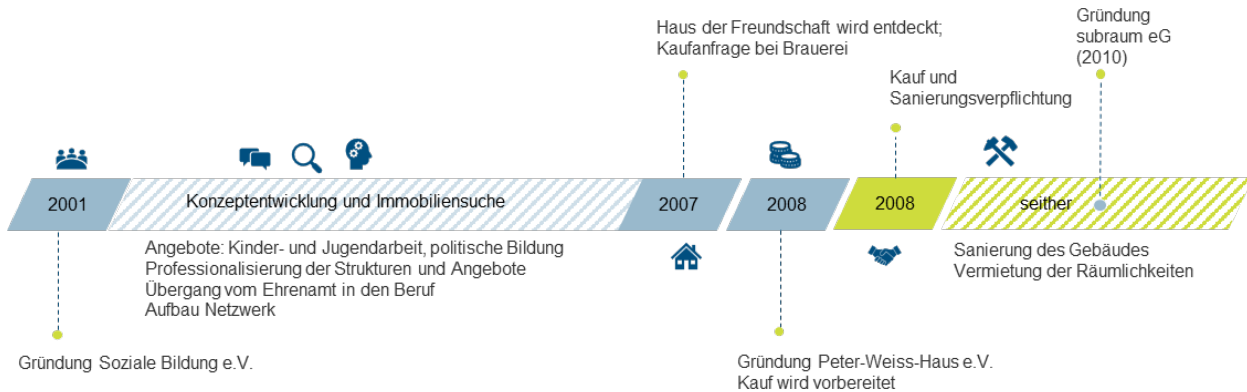 Haus der Freundschaft wird entdeckt;
Kaufanfrage bei Brauerei
Gründung
subraum eG
(2010)
Kauf und
Sanierungsverpflichtung
2001
Konzeptentwicklung und Immobiliensuche
2007
2008
2008
seither
Angebote: Kinder- und Jugendarbeit, politische Bildung
Professionalisierung der Strukturen und Angebote
Übergang vom Ehrenamt in den Beruf
Aufbau Netzwerk
Sanierung des Gebäudes
Vermietung der Räumlichkeiten
Gründung Soziale Bildung e.V.
Gründung Peter-Weiss-Haus e.V.
Kauf wird vorbereitet